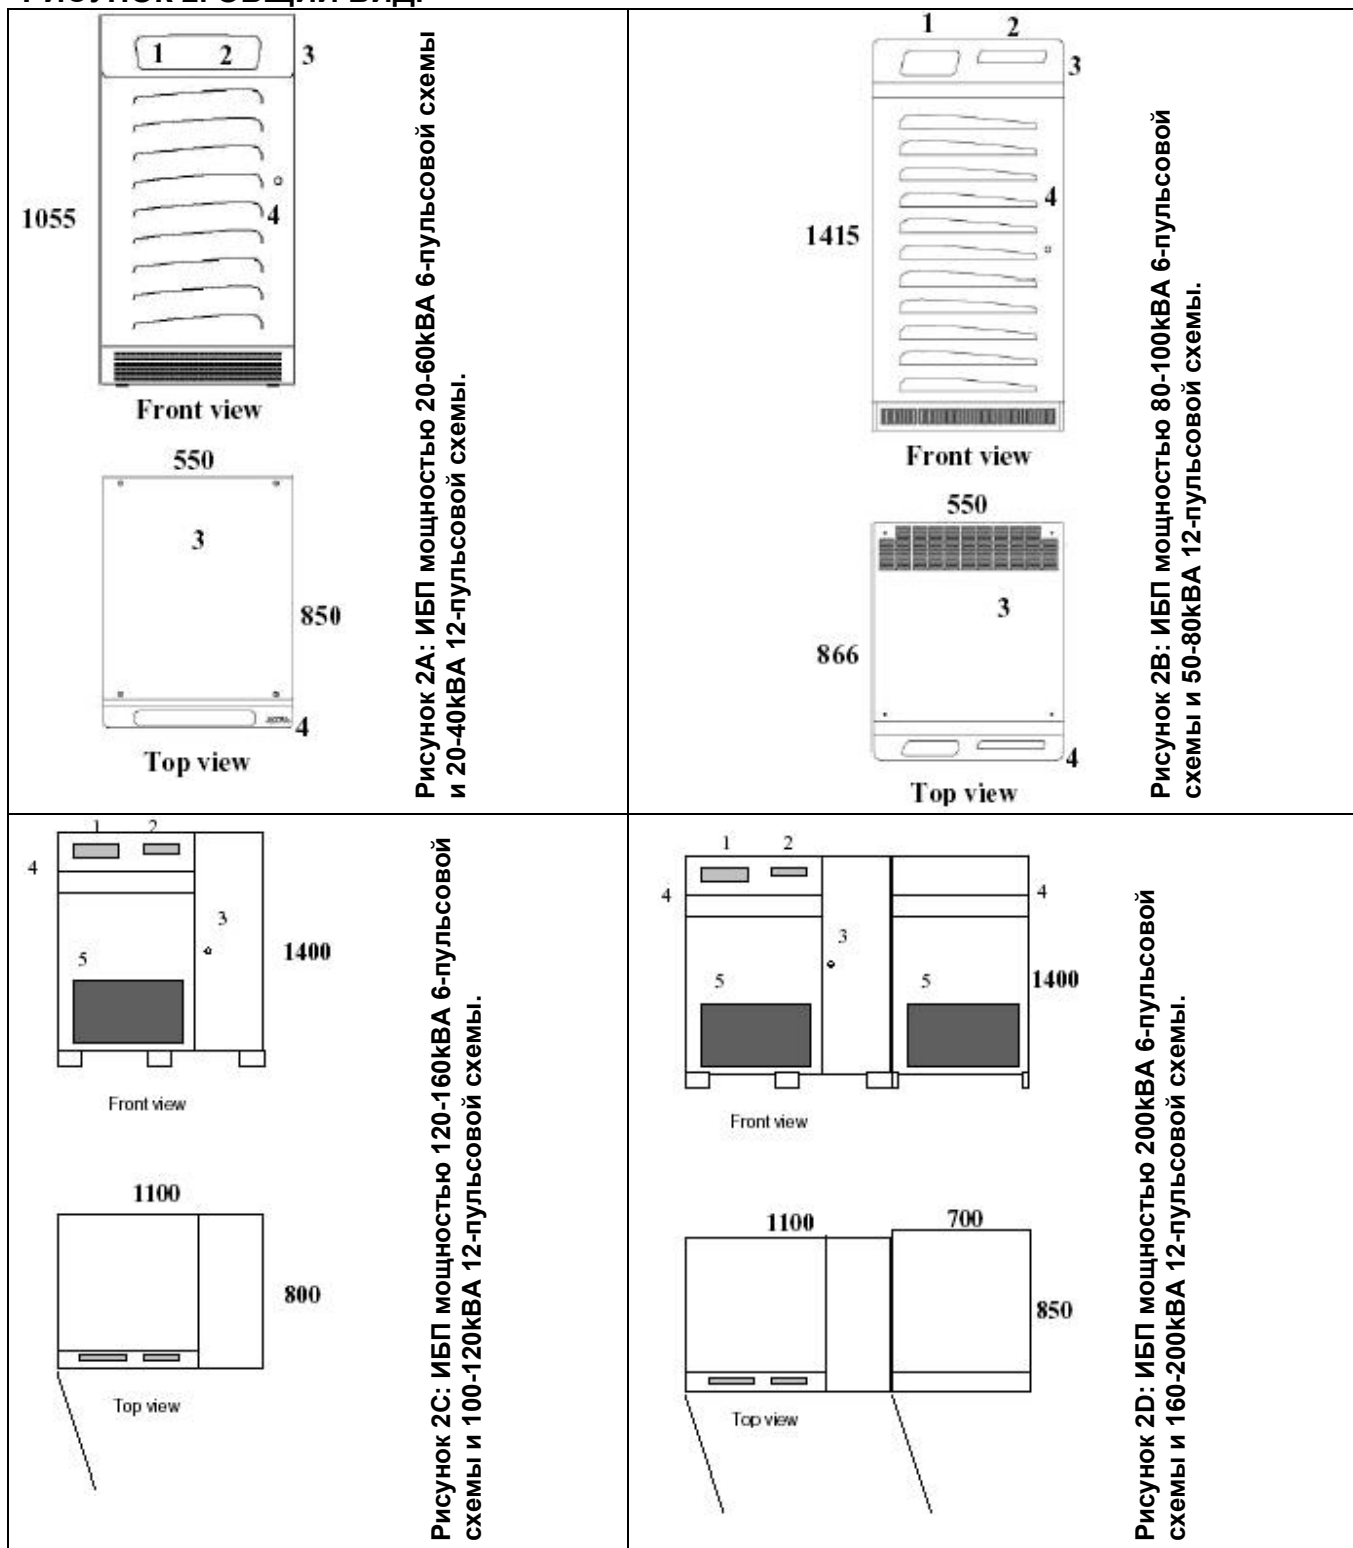 РИСУНОК 2. ОБЩИЙ ВИД.
1 2
3
4
1055
Front view
550
3
850
4
Top view
Рисунок 2A: ИБП мощностью 20-60кВА 6-пульсовой схемы
и 20-40кВА 12-пульсовой схемы.
1 2
3
4
1415
Front view
550
3
866
4
Top view
Рисунок 2B: ИБП мощностью 80-100кВА 6-пульсовой
схемы и 50-80кВА 12-пульсовой схемы.
1 2
4
3
5
1400
Front view
1100
800
Top view
Рисунок 2C: ИБП мощностью 120-160кВА 6-пульсовой
схемы и 100-120кВА 12-пульсовой схемы.
1 2
4 4
3
5 5
1400
Front view
1100 700
850
Top view
Рисунок 2D: ИБП мощностью 200кВА 6-пульсовой
схемы и 160-200кВА 12-пульсовой схемы.